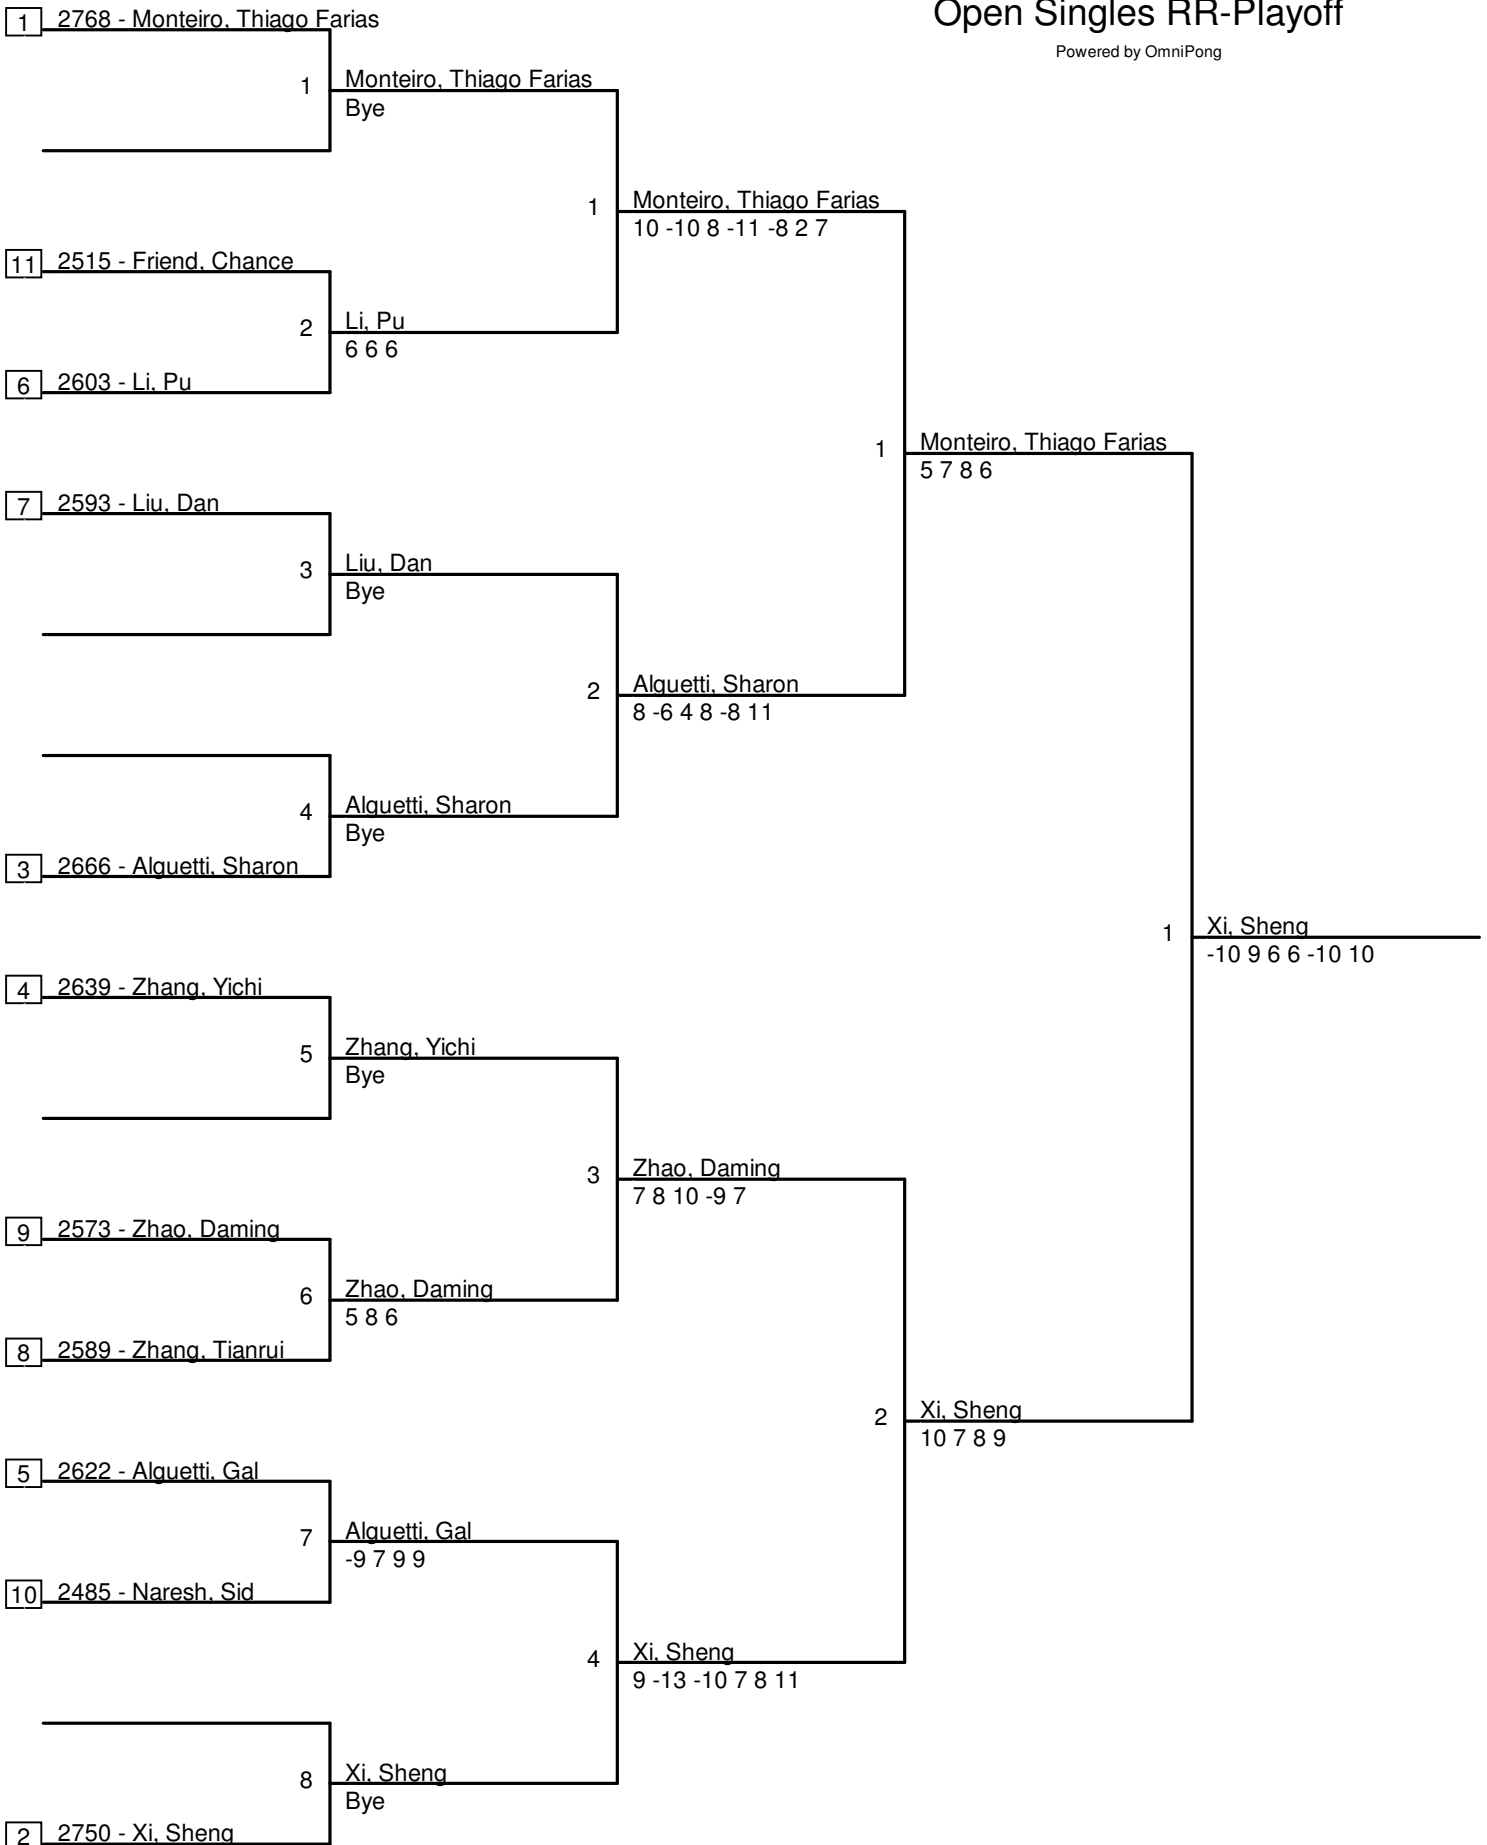 Open Singles RR-Playoff
Powered by OmniPong
1 2768 - Monteiro, Thiago Farias
1 Monteiro, Thiago Farias
Bye
1 Monteiro, Thiago Farias
10 -10 8 -11 -8 2 7
11 2515 - Friend, Chance
2 Li, Pu
6 6 6
6 2603 - Li, Pu
1 Monteiro, Thiago Farias
5 7 8 6
7 2593 - Liu, Dan
3 Liu, Dan
Bye
2 Alguetti, Sharon
8 -6 4 8 -8 11
4 Alguetti, Sharon
Bye
3 2666 - Alguetti, Sharon
1 Xi, Sheng
-10 9 6 6 -10 10
4 2639 - Zhang, Yichi
5 Zhang, Yichi
Bye
3 Zhao, Daming
7 8 10 -9 7
9 2573 - Zhao, Daming
6 Zhao, Daming
5 8 6
8 2589 - Zhang, Tianrui
2 Xi, Sheng
10 7 8 9
5 2622 - Alguetti, Gal
7 Alguetti, Gal
-9 7 9 9
10 2485 - Naresh, Sid
4 Xi, Sheng
9 -13 -10 7 8 11
8 Xi, Sheng
Bye
2 2750 - Xi, Sheng